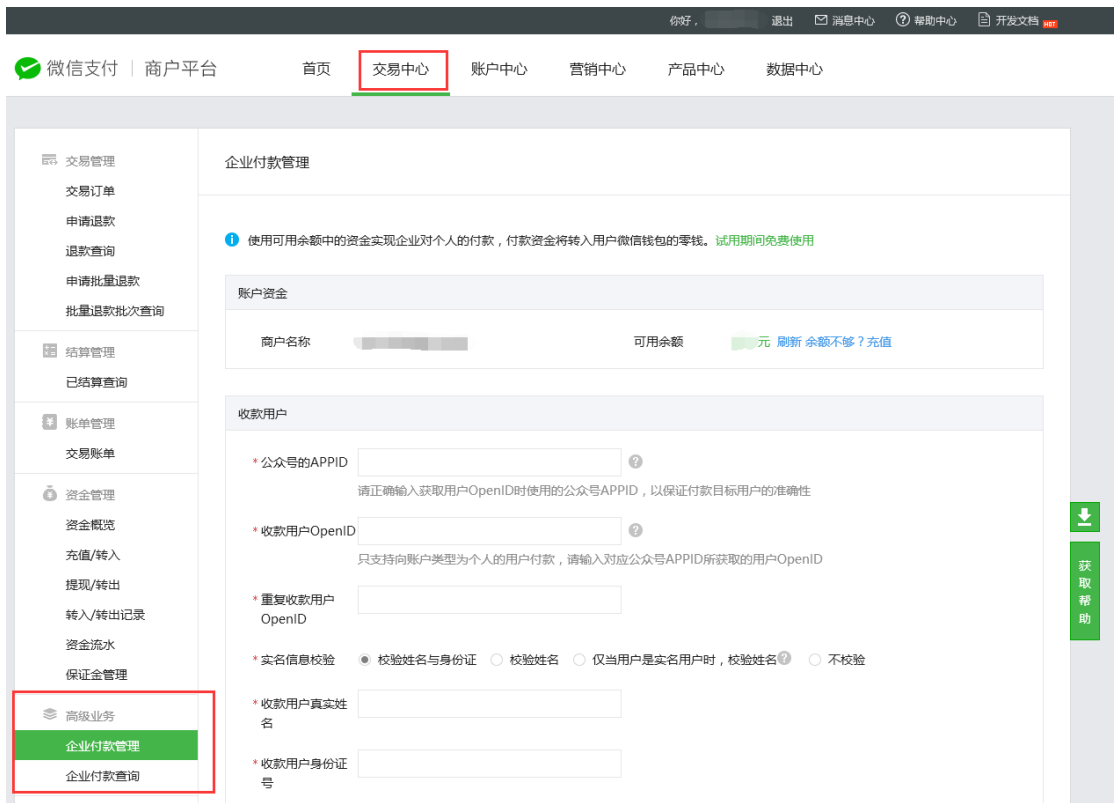 你好， 退出 消息中心 帮助中心 开发文档 HOT
微信支付 商户平台 首页 交易中心 账户中心 营销中心 产品中心 数据中心
交易管理
交易订单
申请退款
退款查询
申请批量退款
批量退款批次查询
结算管理
已结算查询
账单管理
交易账单
资金管理
资金概览
充值/转入
提现/转出
转入/转出记录
资金流水
保证金管理
高级业务
企业付款管理
企业付款查询
企业付款管理
使用可用余额中的资金实现企业对个人的付款，付款资金将转入用户微信钱包的零钱。试用期间免费使用
账户资金
商户名称 可用余额 元 刷新 余额不够？充值
收款用户
*公众号的APPID
请正确输入获取用户OpenID时使用的公众号APPID，以保证付款目标用户的准确性
*收款用户OpenID
只支持向账户类型为个人的用户付款，请输入对应公众号APPID所获取的用户OpenID
*重复收款用户
OpenID
*实名信息校验 校验姓名与身份证 校验姓名 仅当用户是实名用户时，校验姓名 不校验
*收款用户真实姓
名
*收款用户身份证
号
获
取
帮
助